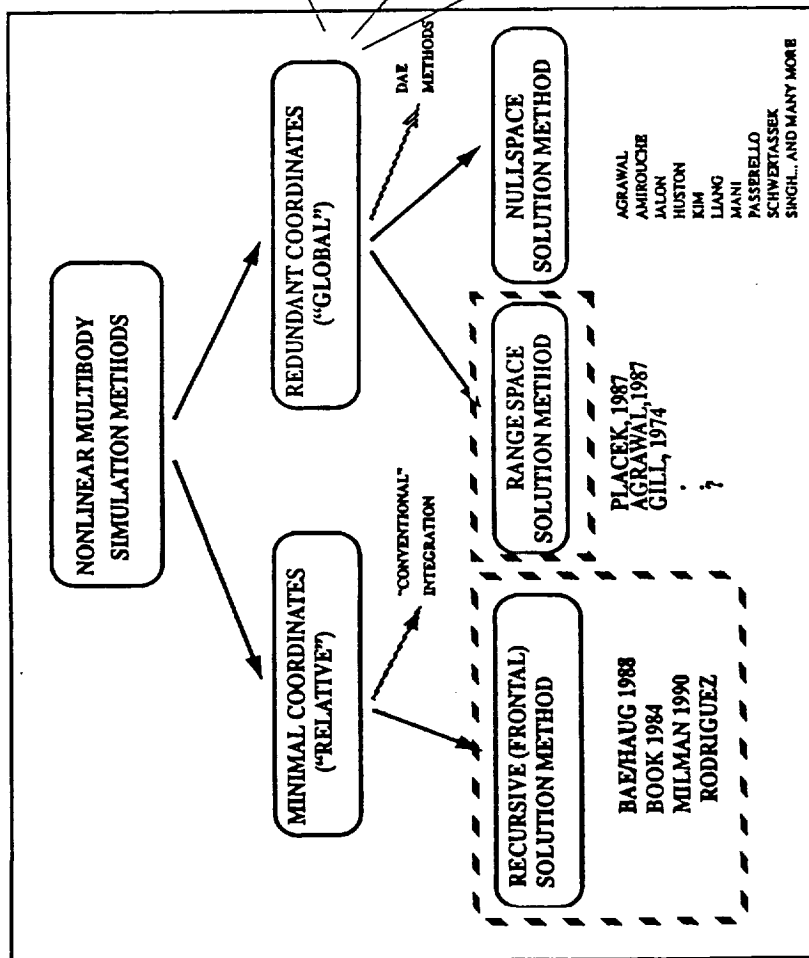 NONLINEAR MULTIBODY
SIMULATION METHODS
MINIMAL COORDINATES
("RELATIVE")
REDUNDANT COORDINATES
("GLOBAL")
"CONVENTIONAL"
INTEGRATION
DAE
METHODS
RECURSIVE (FRONTAL)
SOLUTION METHOD
BAE/HAUG 1988
BOOK 1984
MILMAN 1990
RODRIGUEZ
RANGE SPACE
SOLUTION METHOD
PLACEK, 1987
AGRAWAL,1987
GILL, 1974
.
?
NULLSPACE
SOLUTION METHOD
AGRAWAL
AMIROUCHE
JALON
HUSTON
KIM
LIANG
MANI
PASSERELLO
SCHWERTASSEK
SINGH... AND MANY MORE